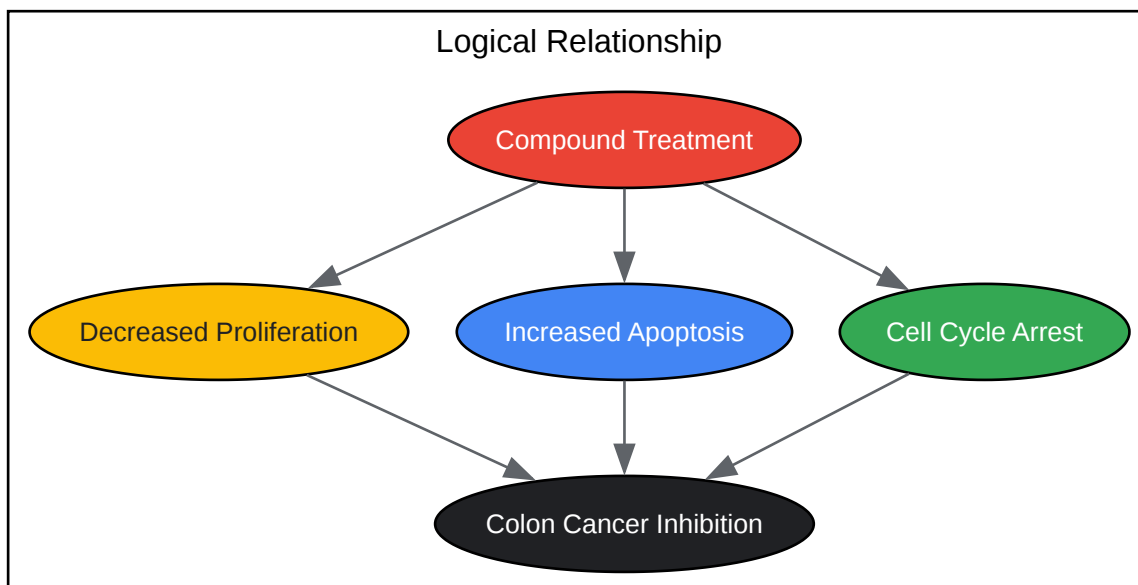 Logical Relationship
Compound Treatment
Decreased Proliferation
Increased Apoptosis
Cell Cycle Arrest
Colon Cancer Inhibition